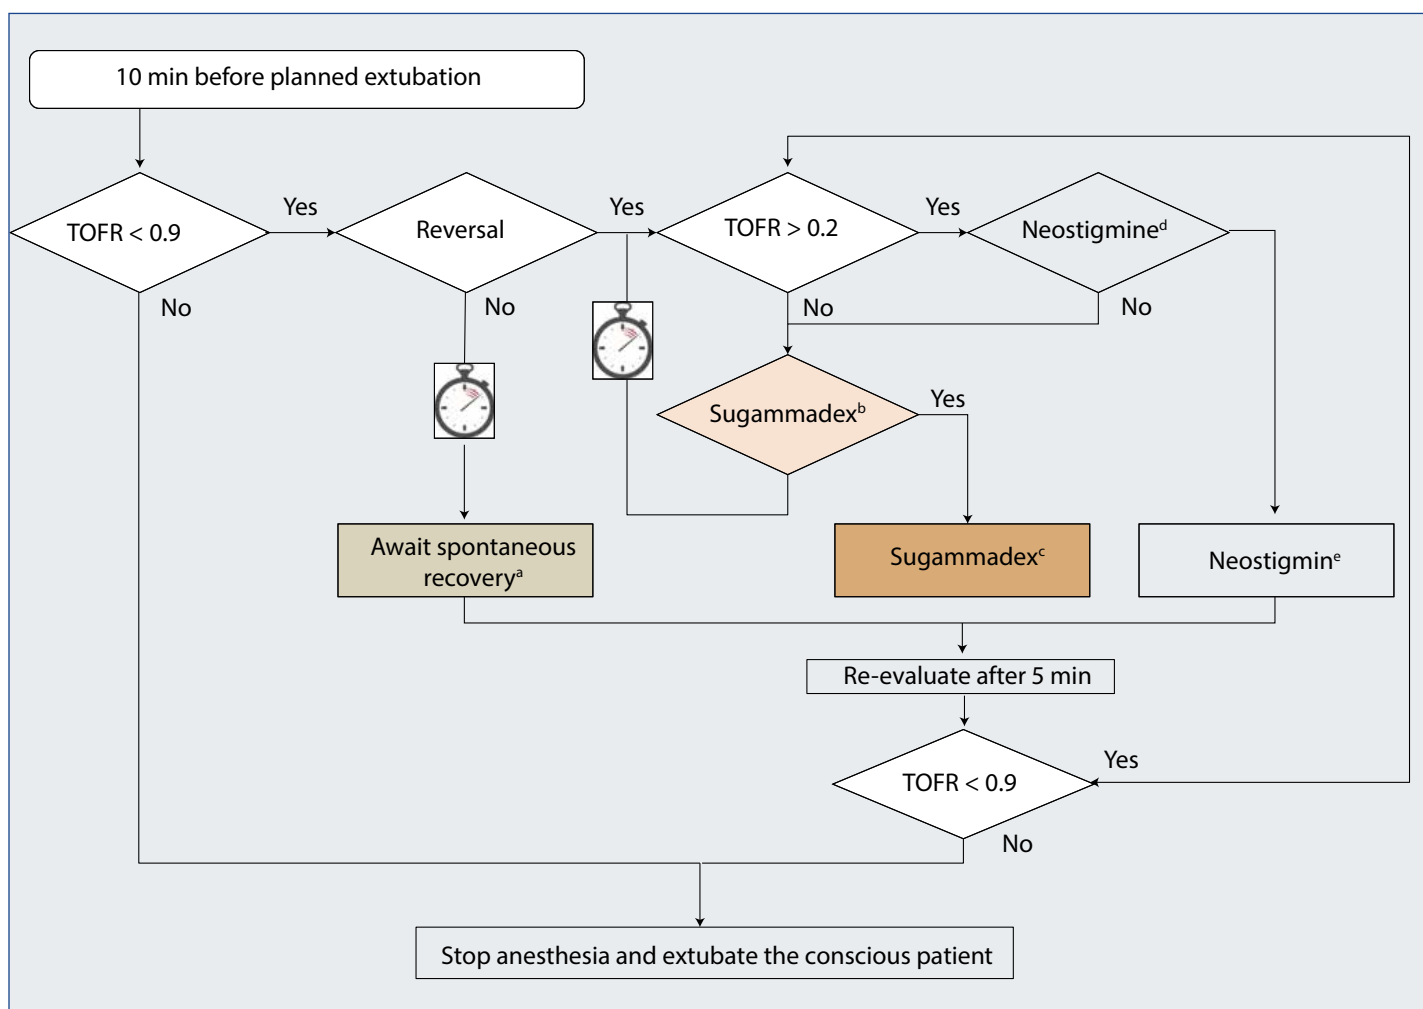 10 min before planned extubation
TOFR < 0.9
Yes
No
Reversal
Yes
No
TOFR > 0.2
Yes
No
Neostigmineᵈ
No
Sugammadexᵇ
Yes
Await spontaneous
recoveryᵃ
Sugammadexᶜ
Neostigminᵉ
Re-evaluate after 5 min
TOFR < 0.9
Yes
No
Stop anesthesia and extubate the conscious patient